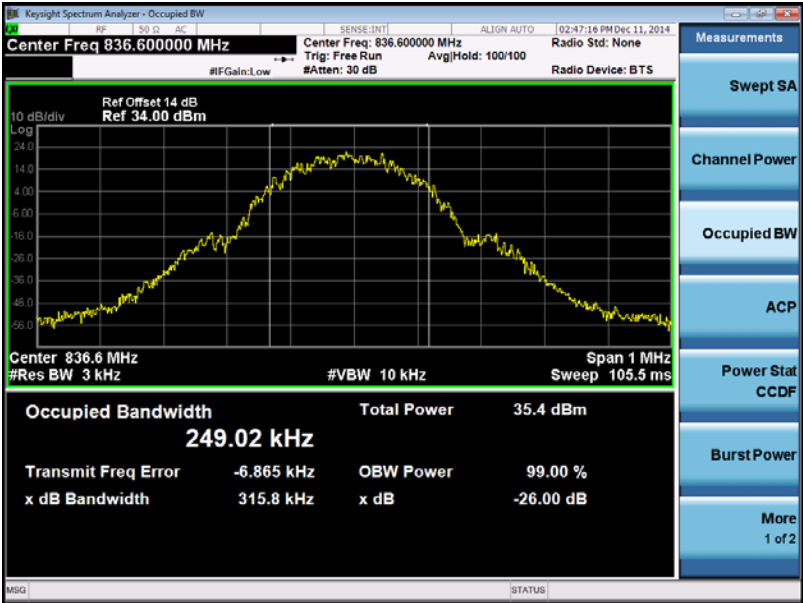 Keysight Spectrum Analyzer - Occupied BW
RF 50 Ω AC SENSE:INT ALIGN AUTO 02:47:16 PM Dec 11, 2014
Center Freq 836.600000 MHz
Center Freq: 836.600000 MHz
Radio Std: None
Trig: Free Run Avg|Hold: 100/100
#IFGain:Low
#Atten: 30 dB
Radio Device: BTS
Ref Offset 14 dB
10 dB/div Ref 34.00 dBm
Log
24.0
14.0
4.00
-6.00
-16.0
-26.0
-36.0
-46.0
-56.0
Center 836.6 MHz
Span 1 MHz
#Res BW 3 kHz
#VBW 10 kHz
Sweep 105.5 ms
Occupied Bandwidth
Total Power 35.4 dBm
249.02 kHz
Transmit Freq Error -6.865 kHz OBW Power 99.00 %
x dB Bandwidth 315.8 kHz x dB -26.00 dB
MSG
STATUS
Measurements
Swept SA
Channel Power
Occupied BW
ACP
Power Stat
CCDF
Burst Power
More
1 of 2